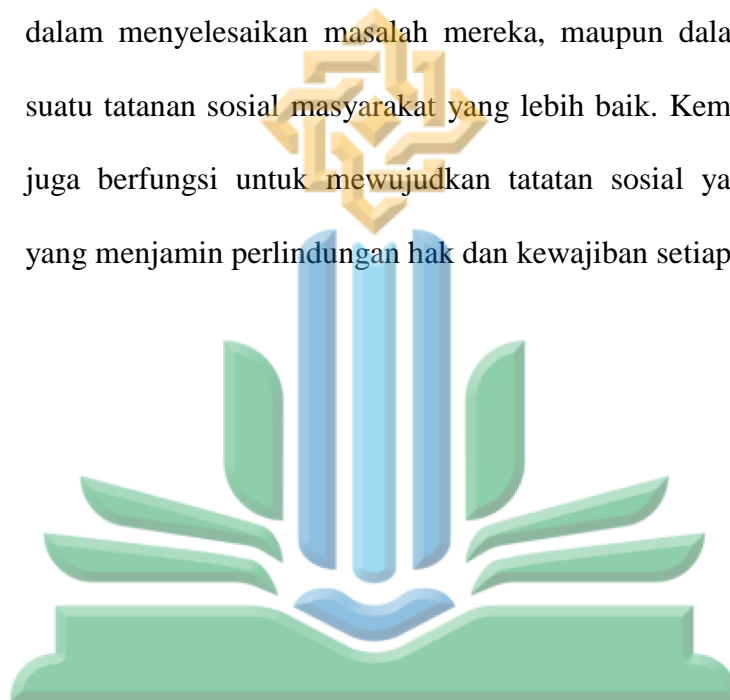 dalam menyelesaikan masalah mereka, maupun dala
suatu tatanan sosial masyarakat yang lebih baik. Kem
juga berfungsi untuk mewujudkan tatatan sosial ya
yang menjamin perlindungan hak dan kewajiban setiap